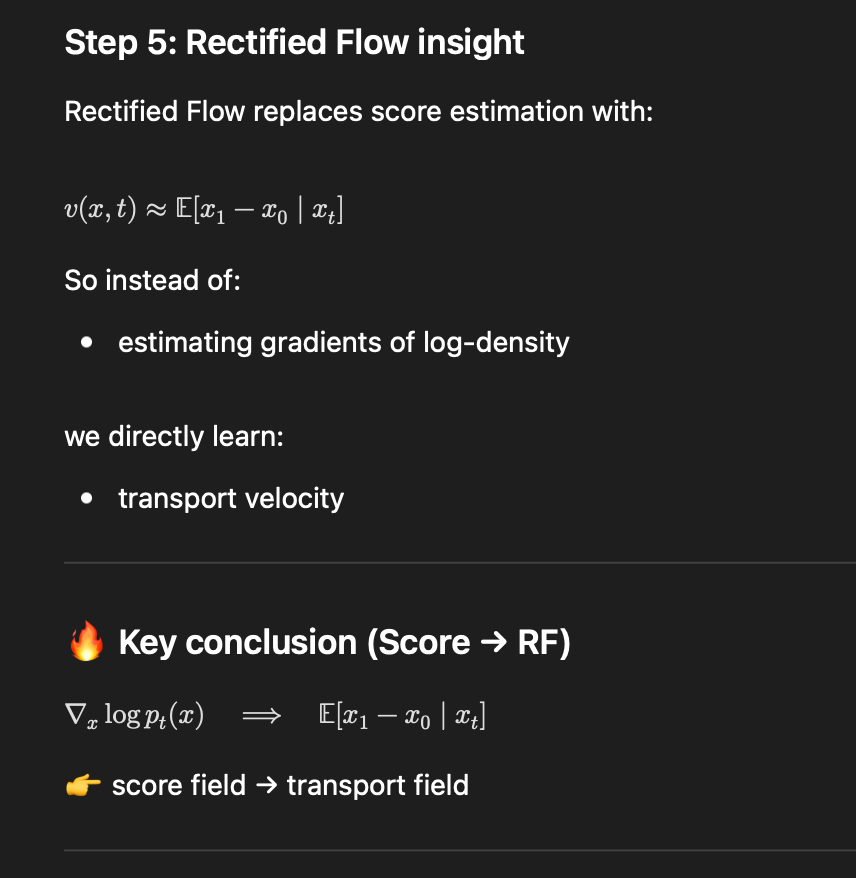 Step 5: Rectified Flow insight
Rectified Flow replaces score estimation with:
v(x, t) ≈ 𝔼[x₁ − x₀ | xₜ]
So instead of:
• estimating gradients of log-density
we directly learn:
• transport velocity
🔥 Key conclusion (Score → RF)
∇ₓ log pₜ(x) ⟹ 𝔼[x₁ − x₀ | xₜ]
👉 score field → transport field